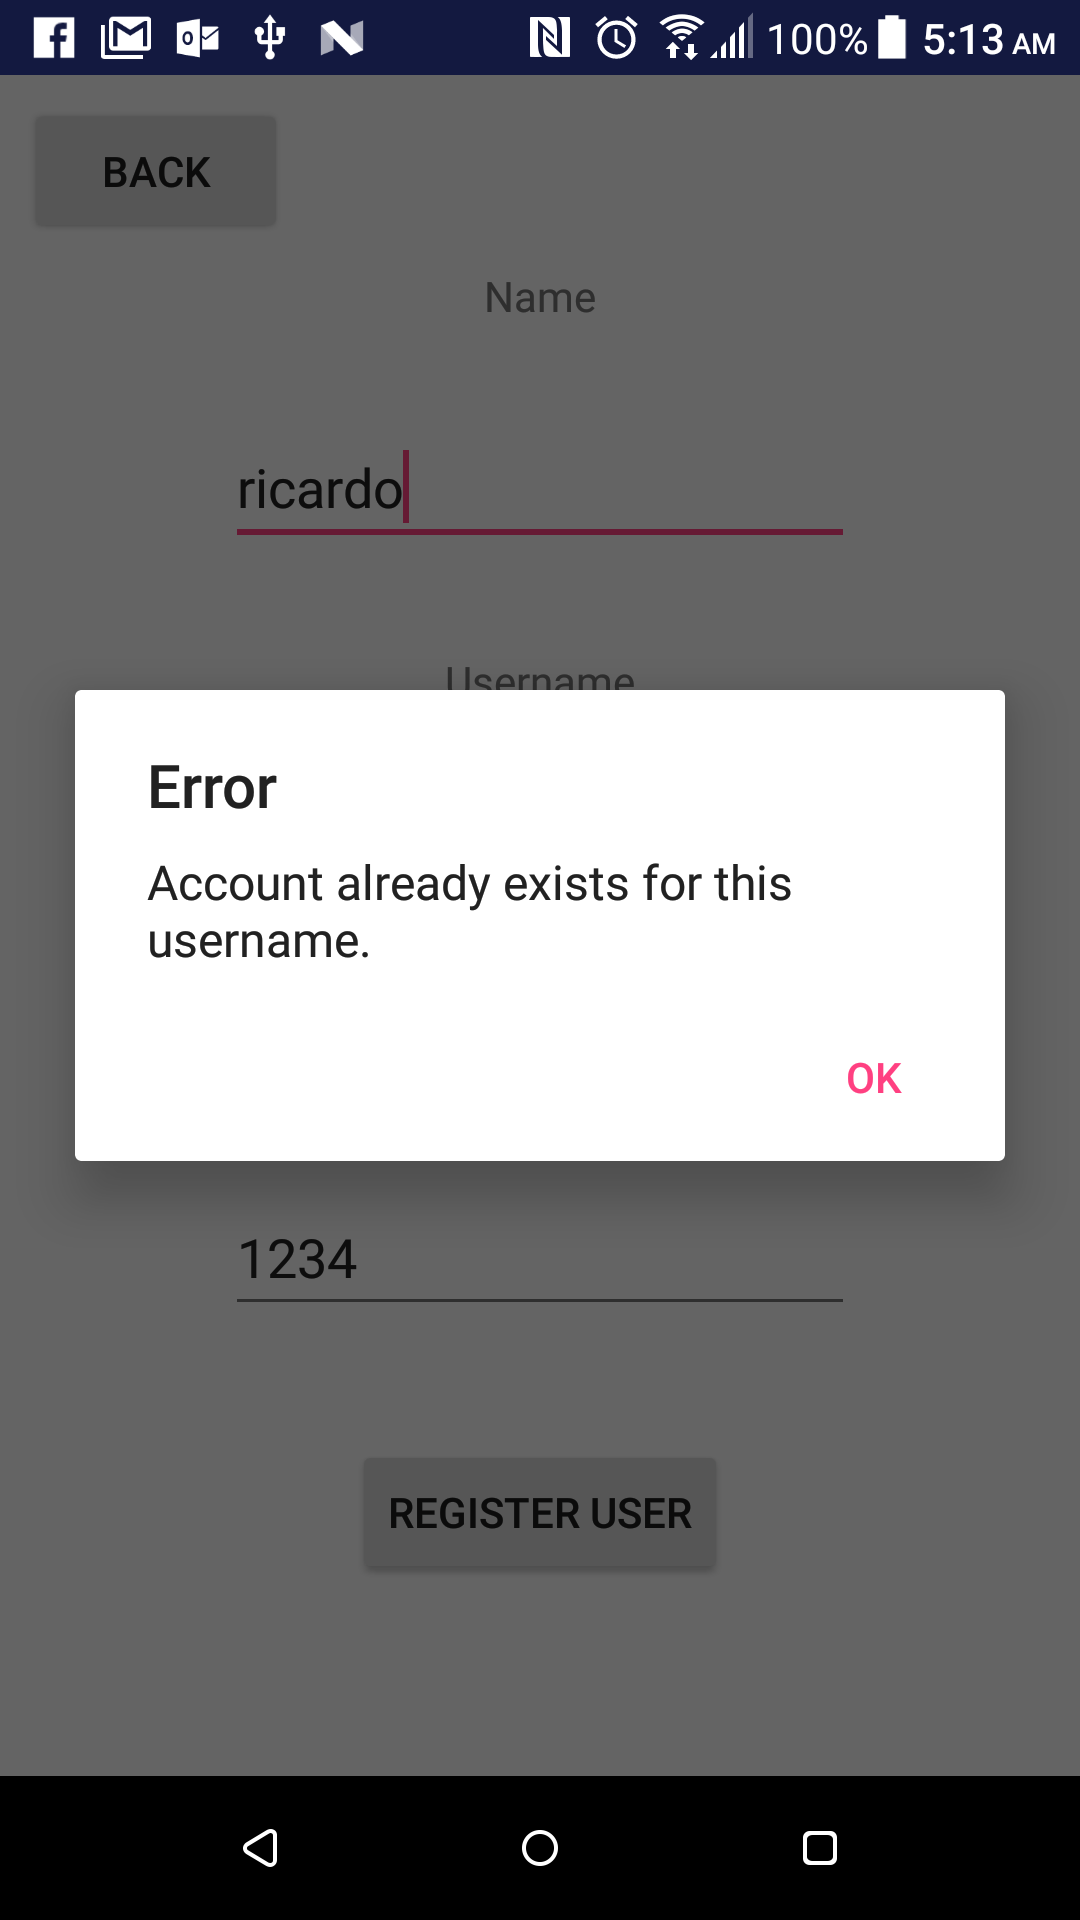 100% 5:13 AM
BACK
Name
ricardo
Username
Error
Account already exists for this
username.
OK
1234
REGISTER USER